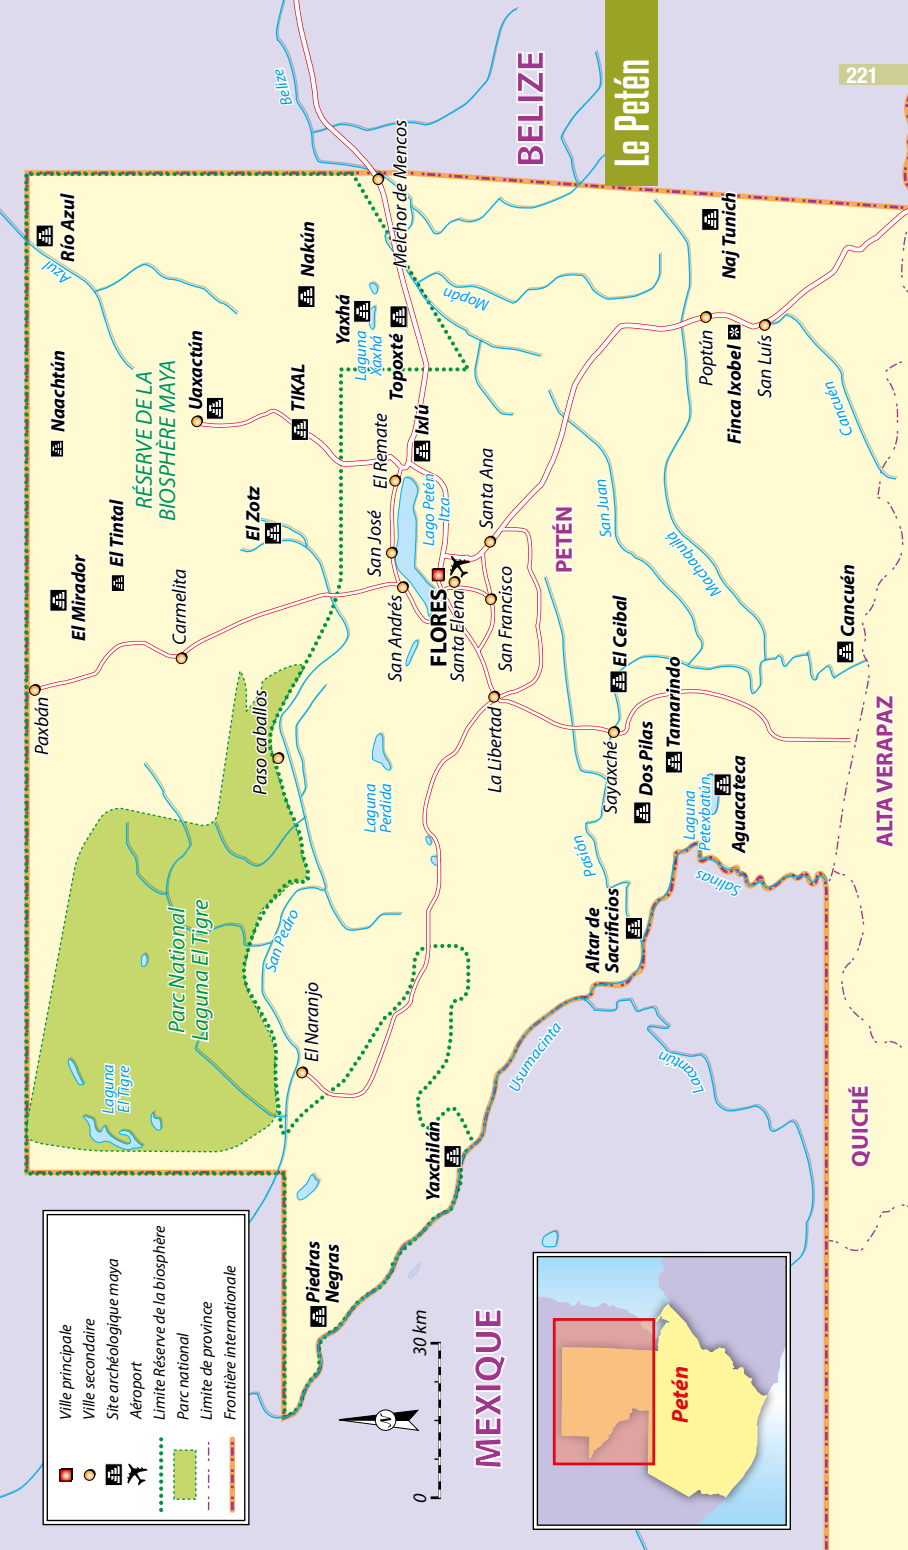 221
Le Petén
BELIZE
MEXIQUE
QUICHÉ
ALTA VERAPAZ
PETÉN
Ville principale
Ville secondaire
Site archéologique maya
Aéroport
Limite Réserve de la biosphère
Parc national
Limite de province
Frontière internationale
0
30 km
N
Petén
Piedras
Negras
Yaxchilán
Laguna
El Tigre
Parc National
Laguna El Tigre
El Naranjo
San Pedro
Usumacinta
Lacantún
Altar de
Sacrificios
Salinas
Pasión
Paxbán
Paso caballos
Laguna
Perdida
La Libertad
Sayaxché
Dos Pilas
Tamarindo
Laguna
Petexbatún
Aguacateca
El Mirador
Carmelita
El Tintal
Naachtún
RÉSERVE DE LA
BIOSPHÈRE MAYA
El Zotz
San José
San Andrés
FLORES
Santa Elena
San Francisco
Santa Ana
Lago Petén
Itza
El Remate
Ixlú
El Ceibal
Cancuén
San Juan
Machaquilá
Uaxactún
TIKAL
Río Azul
Azul
Nakún
Yaxhá
Laguna
Xaxhá
Topoxté
Melchor de Mencos
Belize
Mopán
Poptún
Finca Ixobel
San Luís
Naj Tunich
Cancuén